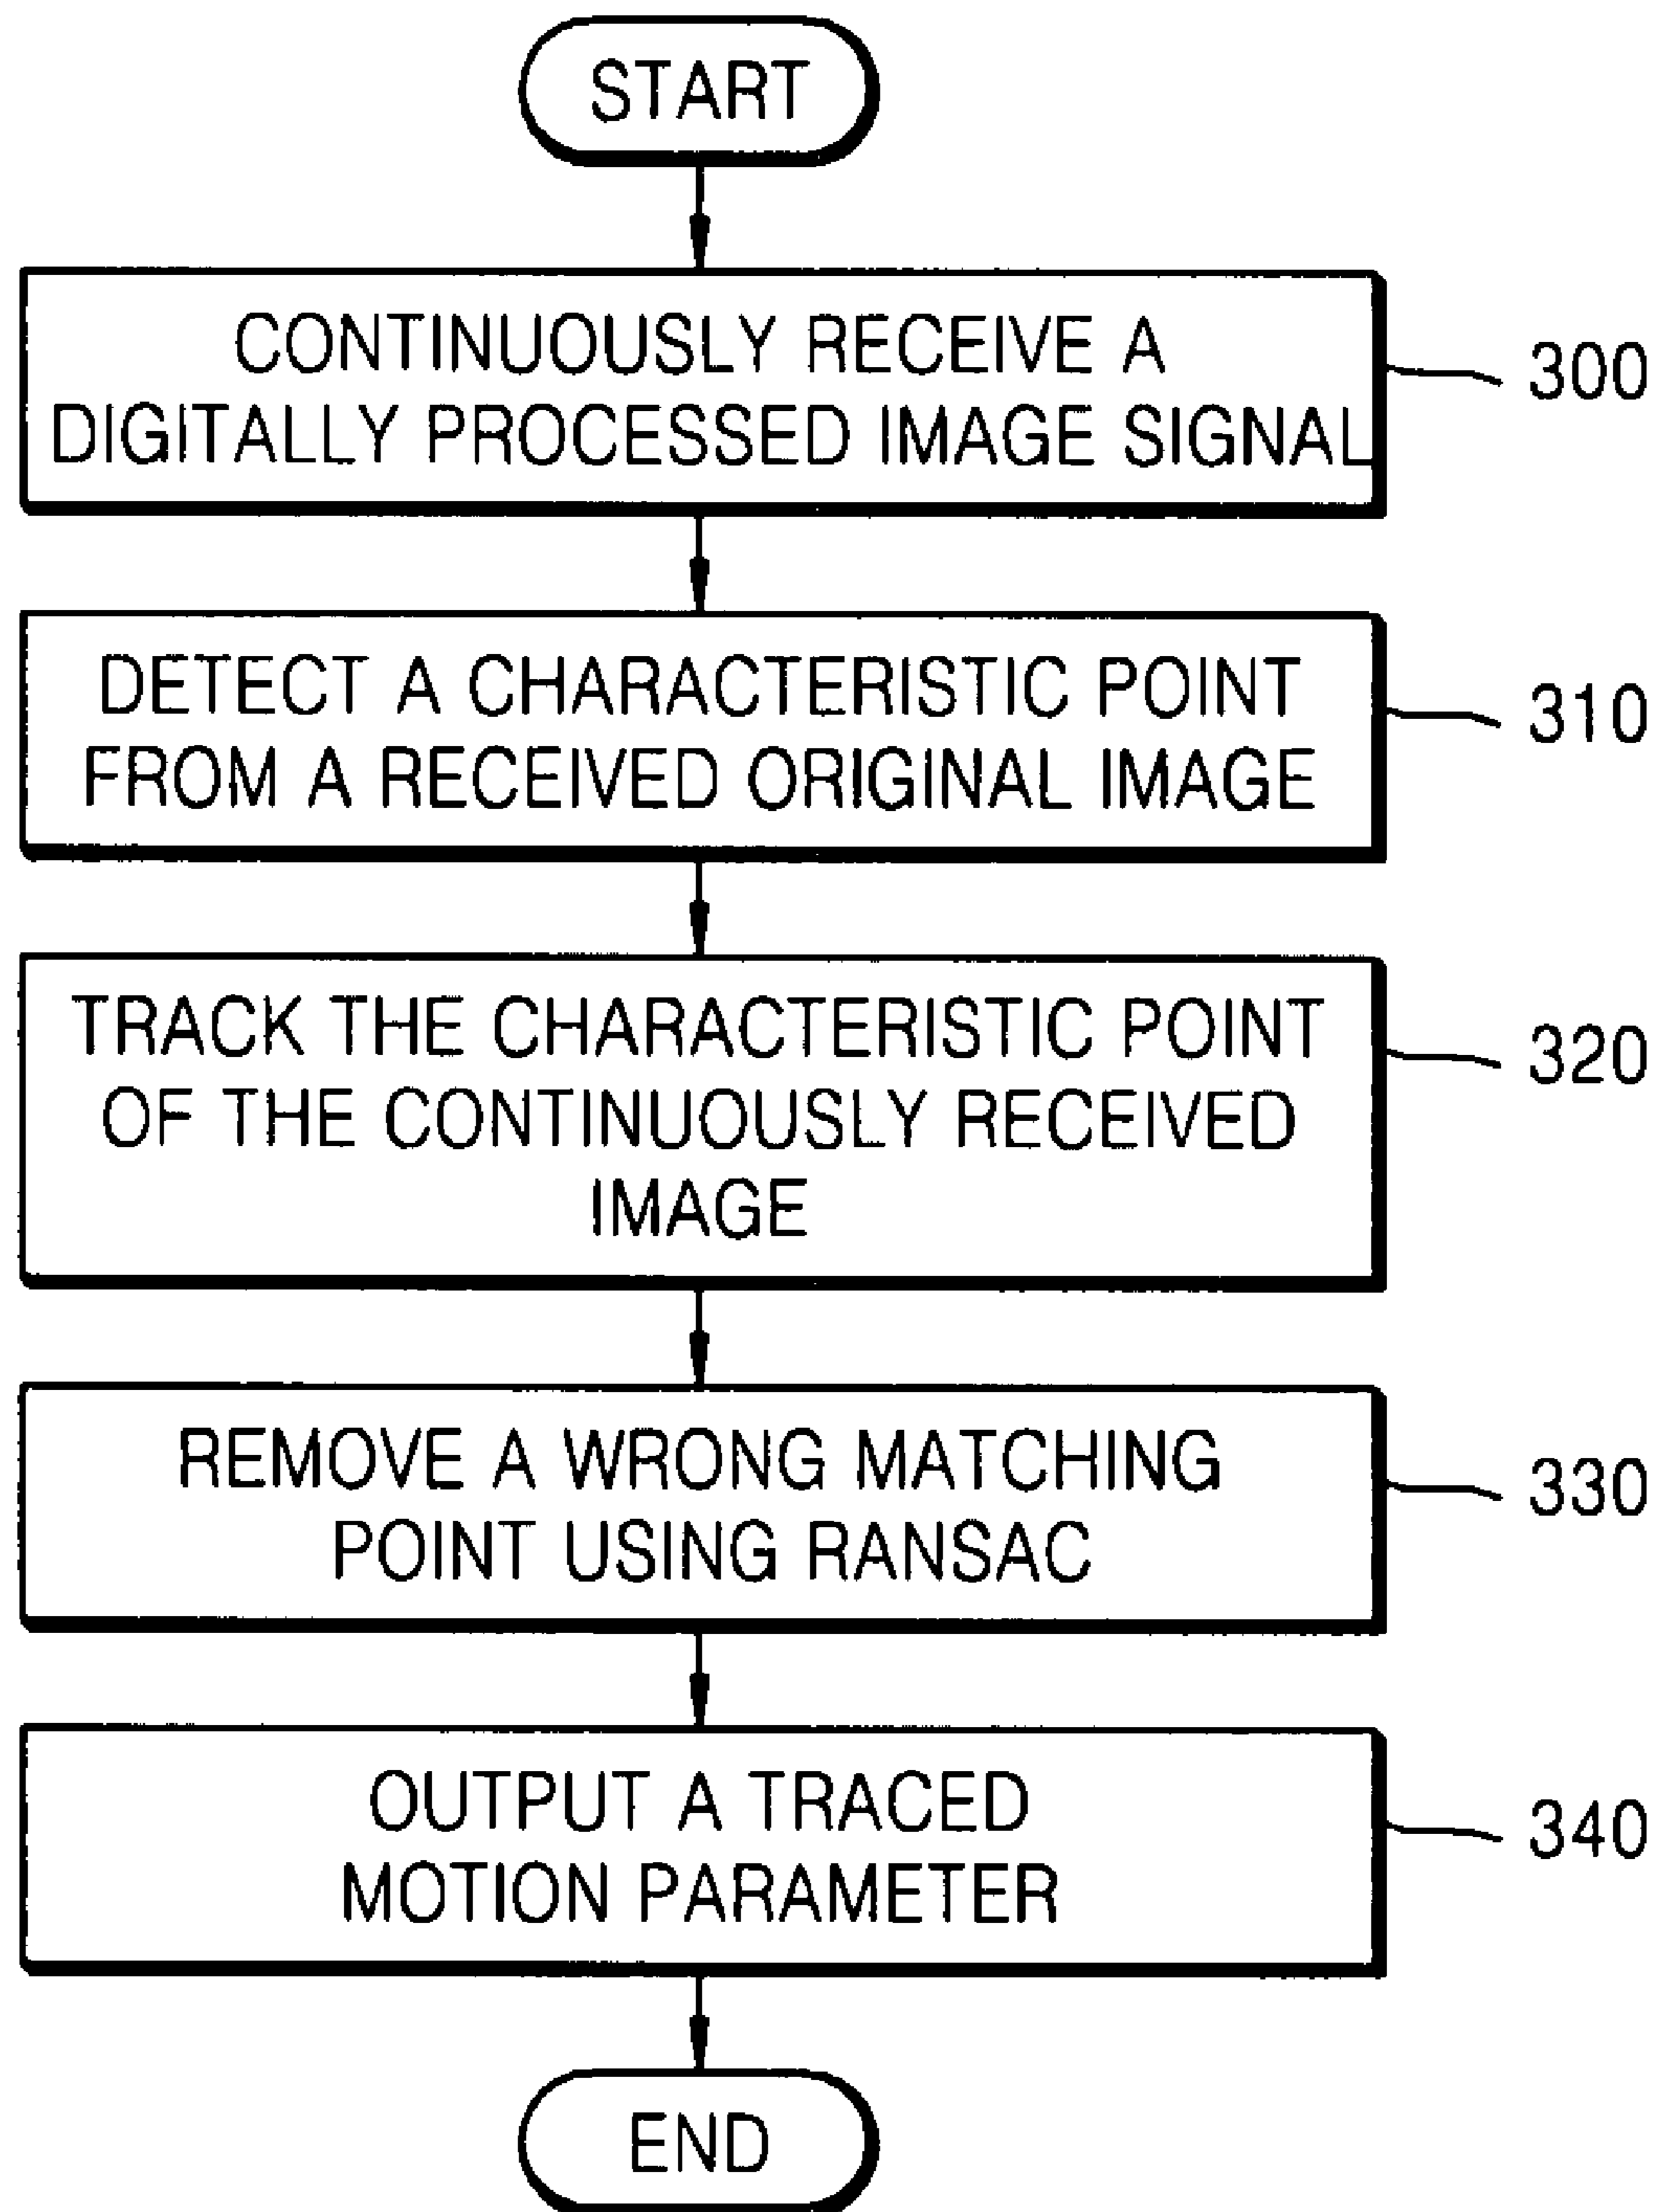 START
CONTINUOUSLY RECEIVE A
DIGITALLY PROCESSED IMAGE SIGNAL
300
DETECT A CHARACTERISTIC POINT
FROM A RECEIVED ORIGINAL IMAGE
310
TRACK THE CHARACTERISTIC POINT
OF THE CONTINUOUSLY RECEIVED
IMAGE
320
REMOVE A WRONG MATCHING
POINT USING RANSAC
330
OUTPUT A TRACED
MOTION PARAMETER
340
END